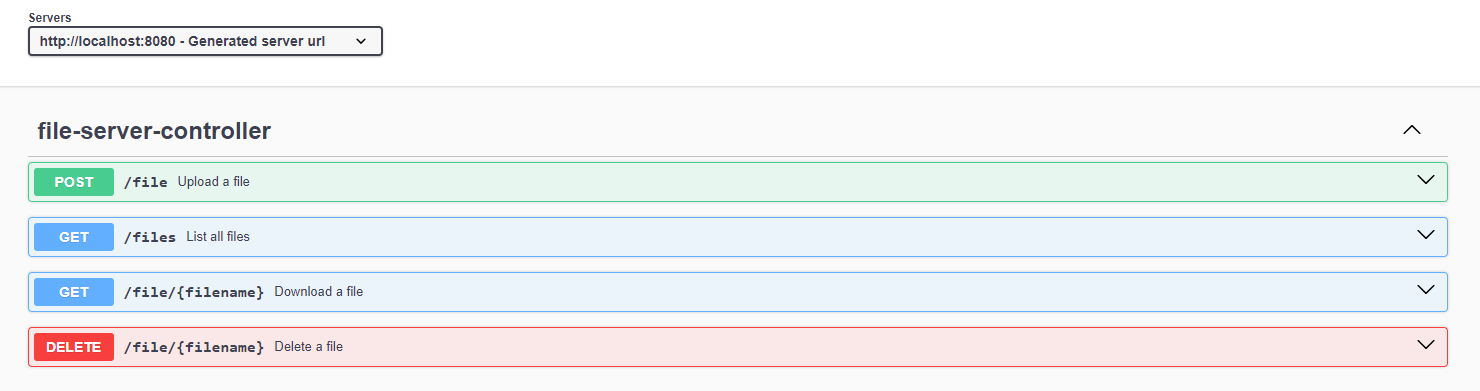 Servers
http://localhost:8080 - Generated server url
file-server-controller
POST /file Upload a file
GET /files List all files
GET /file/{filename} Download a file
DELETE /file/{filename} Delete a file